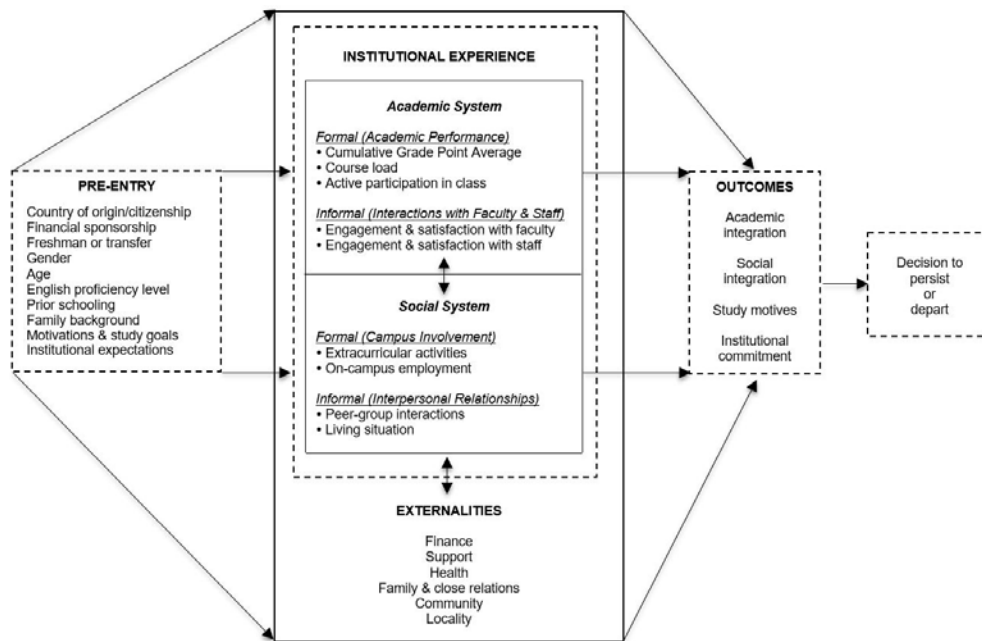 PRE-ENTRY
Country of origin/citizenship
Financial sponsorship
Freshman or transfer
Gender
Age
English proficiency level
Prior schooling
Family background
Motivations & study goals
Institutional expectations
INSTITUTIONAL EXPERIENCE
Academic System
Formal (Academic Performance)
• Cumulative Grade Point Average
• Course load
• Active participation in class
Informal (Interactions with Faculty & Staff)
• Engagement & satisfaction with faculty
• Engagement & satisfaction with staff
Social System
Formal (Campus Involvement)
• Extracurricular activities
• On-campus employment
Informal (Interpersonal Relationships)
• Peer-group interactions
• Living situation
EXTERNALITIES
Finance
Support
Health
Family & close relations
Community
Locality
OUTCOMES
Academic
integration
Social
integration
Study motives
Institutional
commitment
Decision to
persist
or
depart